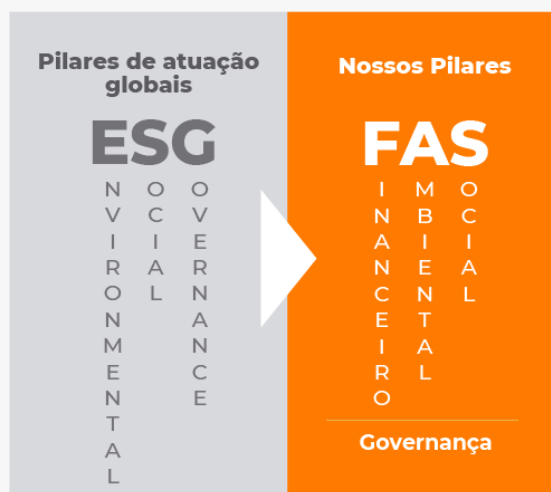 Pilares de atuação
globais
ESG
NVIRONMENTAL
OCIAL
OVERNANCE
Nossos Pilares
FAS
INANCEIRO
MBIENTAL
OCIAL
Governança